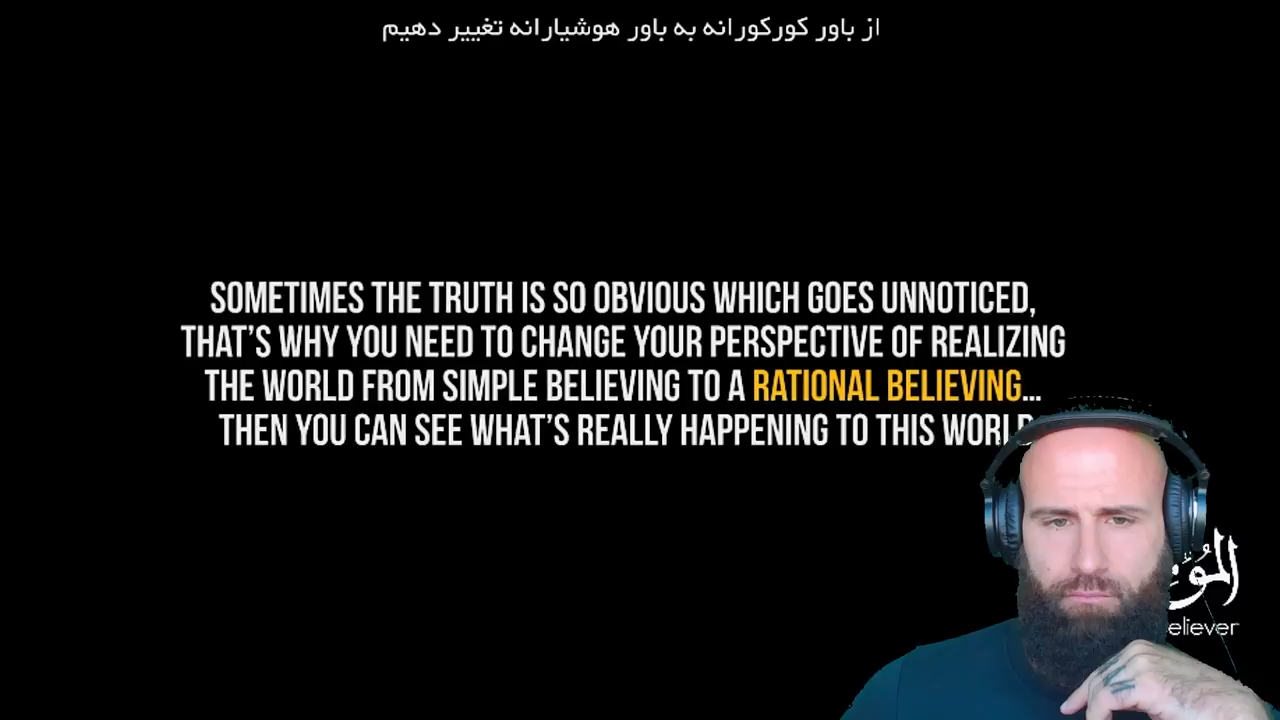 از باور کورکورانه به باور هوشیارانه تغییر دهیم
SOMETIMES THE TRUTH IS SO OBVIOUS WHICH GOES UNNOTICED,
THAT'S WHY YOU NEED TO CHANGE YOUR PERSPECTIVE OF REALIZING
THE WORLD FROM SIMPLE BELIEVING TO A RATIONAL BELIEVING...
THEN YOU CAN SEE WHAT'S REALLY HAPPENING TO THIS WORLD
eliever